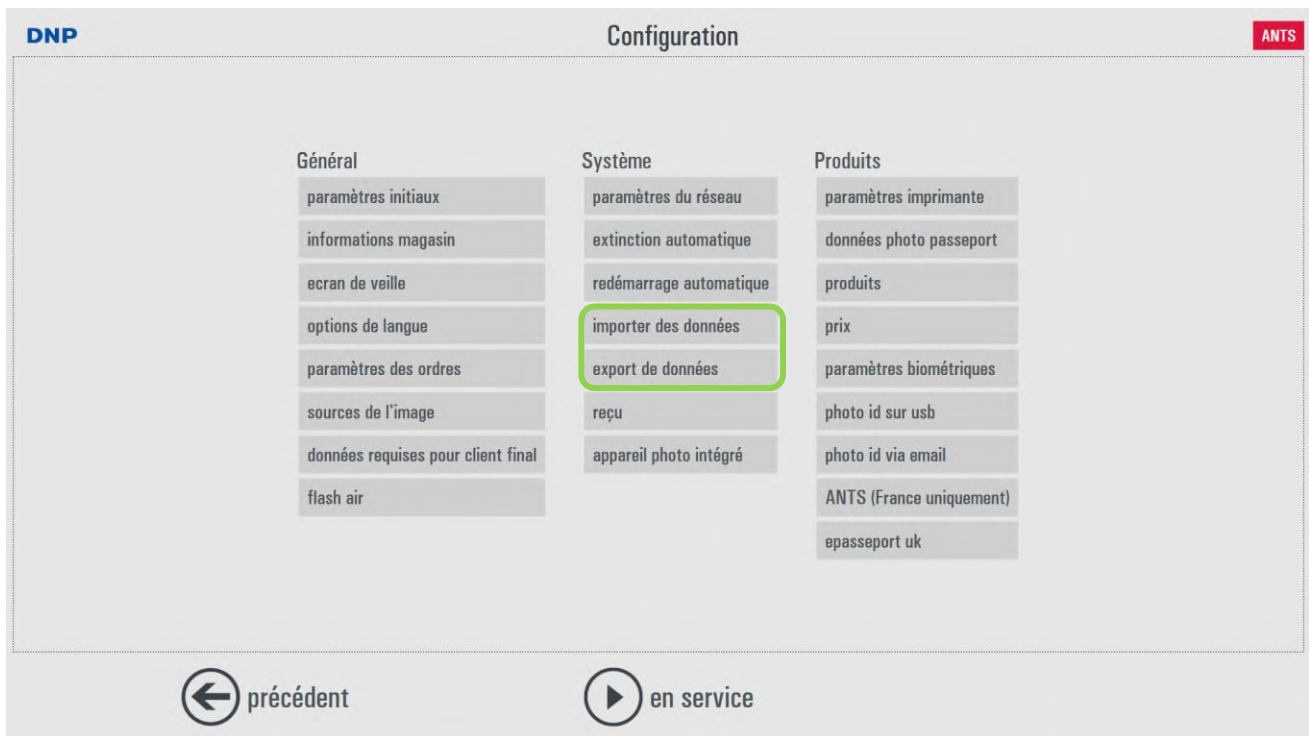 DNP
Configuration
ANTS
Général
paramètres initiaux
informations magasin
ecran de veille
options de langue
paramètres des ordres
sources de l'image
données requises pour client final
flash air
Système
paramètres du réseau
extinction automatique
redémarrage automatique
importer des données
export de données
reçu
appareil photo intégré
Produits
paramètres imprimante
données photo passeport
produits
prix
paramètres biométriques
photo id sur usb
photo id via email
ANTS (France uniquement)
epasseport uk
précédent
en service